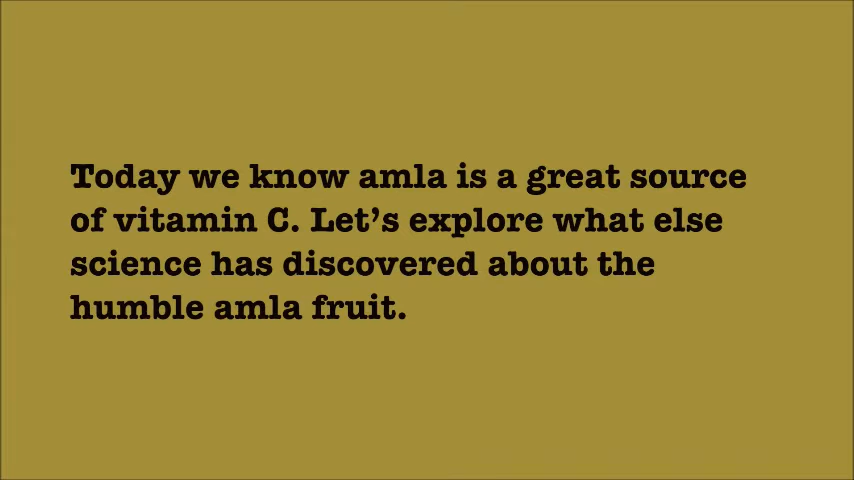 Today we know amla is a great source
of vitamin C. Let’s explore what else
science has discovered about the
humble amla fruit.